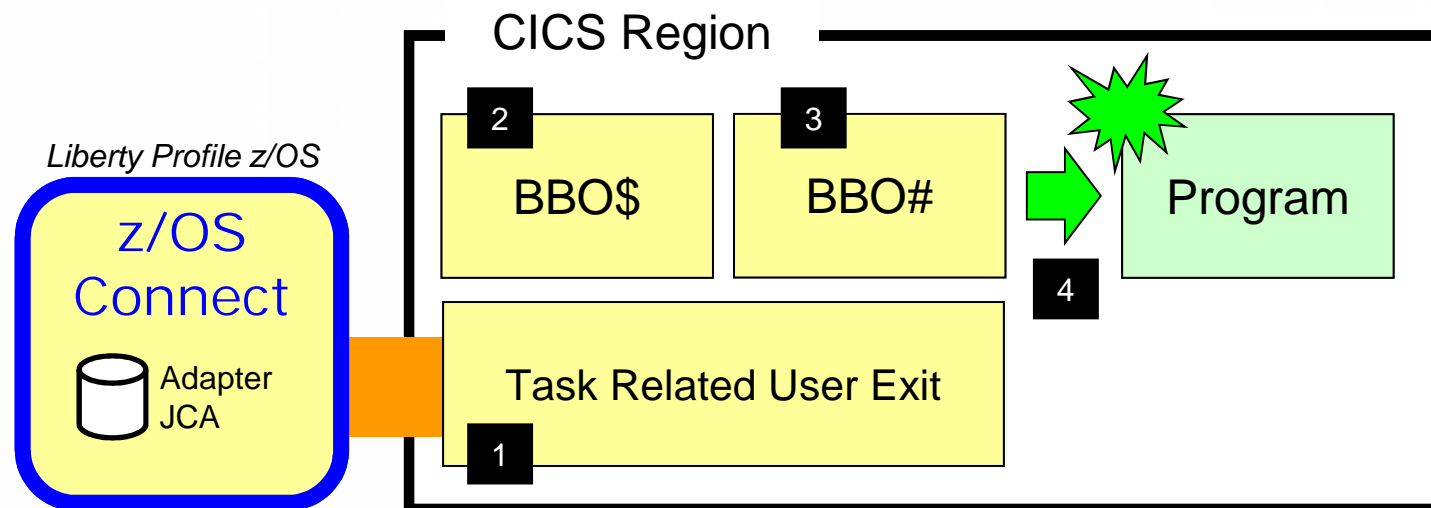 CICS Region
2
3
Liberty Profile z/OS
BBO$
BBO#
Program
z/OS
Connect
4
Adapter
JCA
Task Related User Exit
1